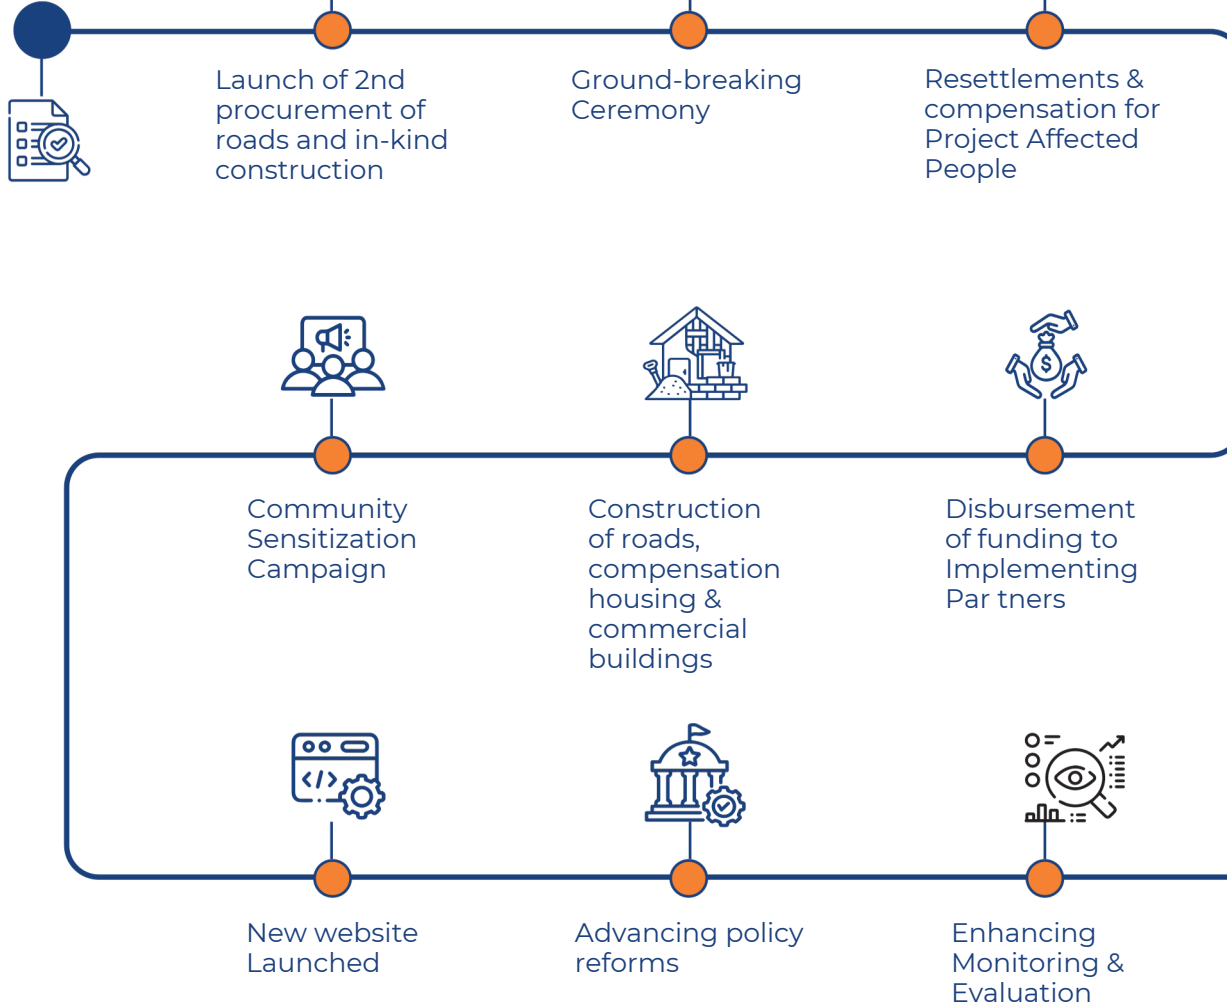 Launch of 2nd
procurement of
roads and in-kind
construction
Ground-breaking
Ceremony
Resettlements &
compensation for
Project Affected
People
$
Community
Sensitization
Campaign
Construction
of roads,
compensation
housing &
commercial
buildings
Disbursement
of funding to
Implementing
Par tners
</>
New website
Launched
Advancing policy
reforms
Enhancing
Monitoring &
Evaluation